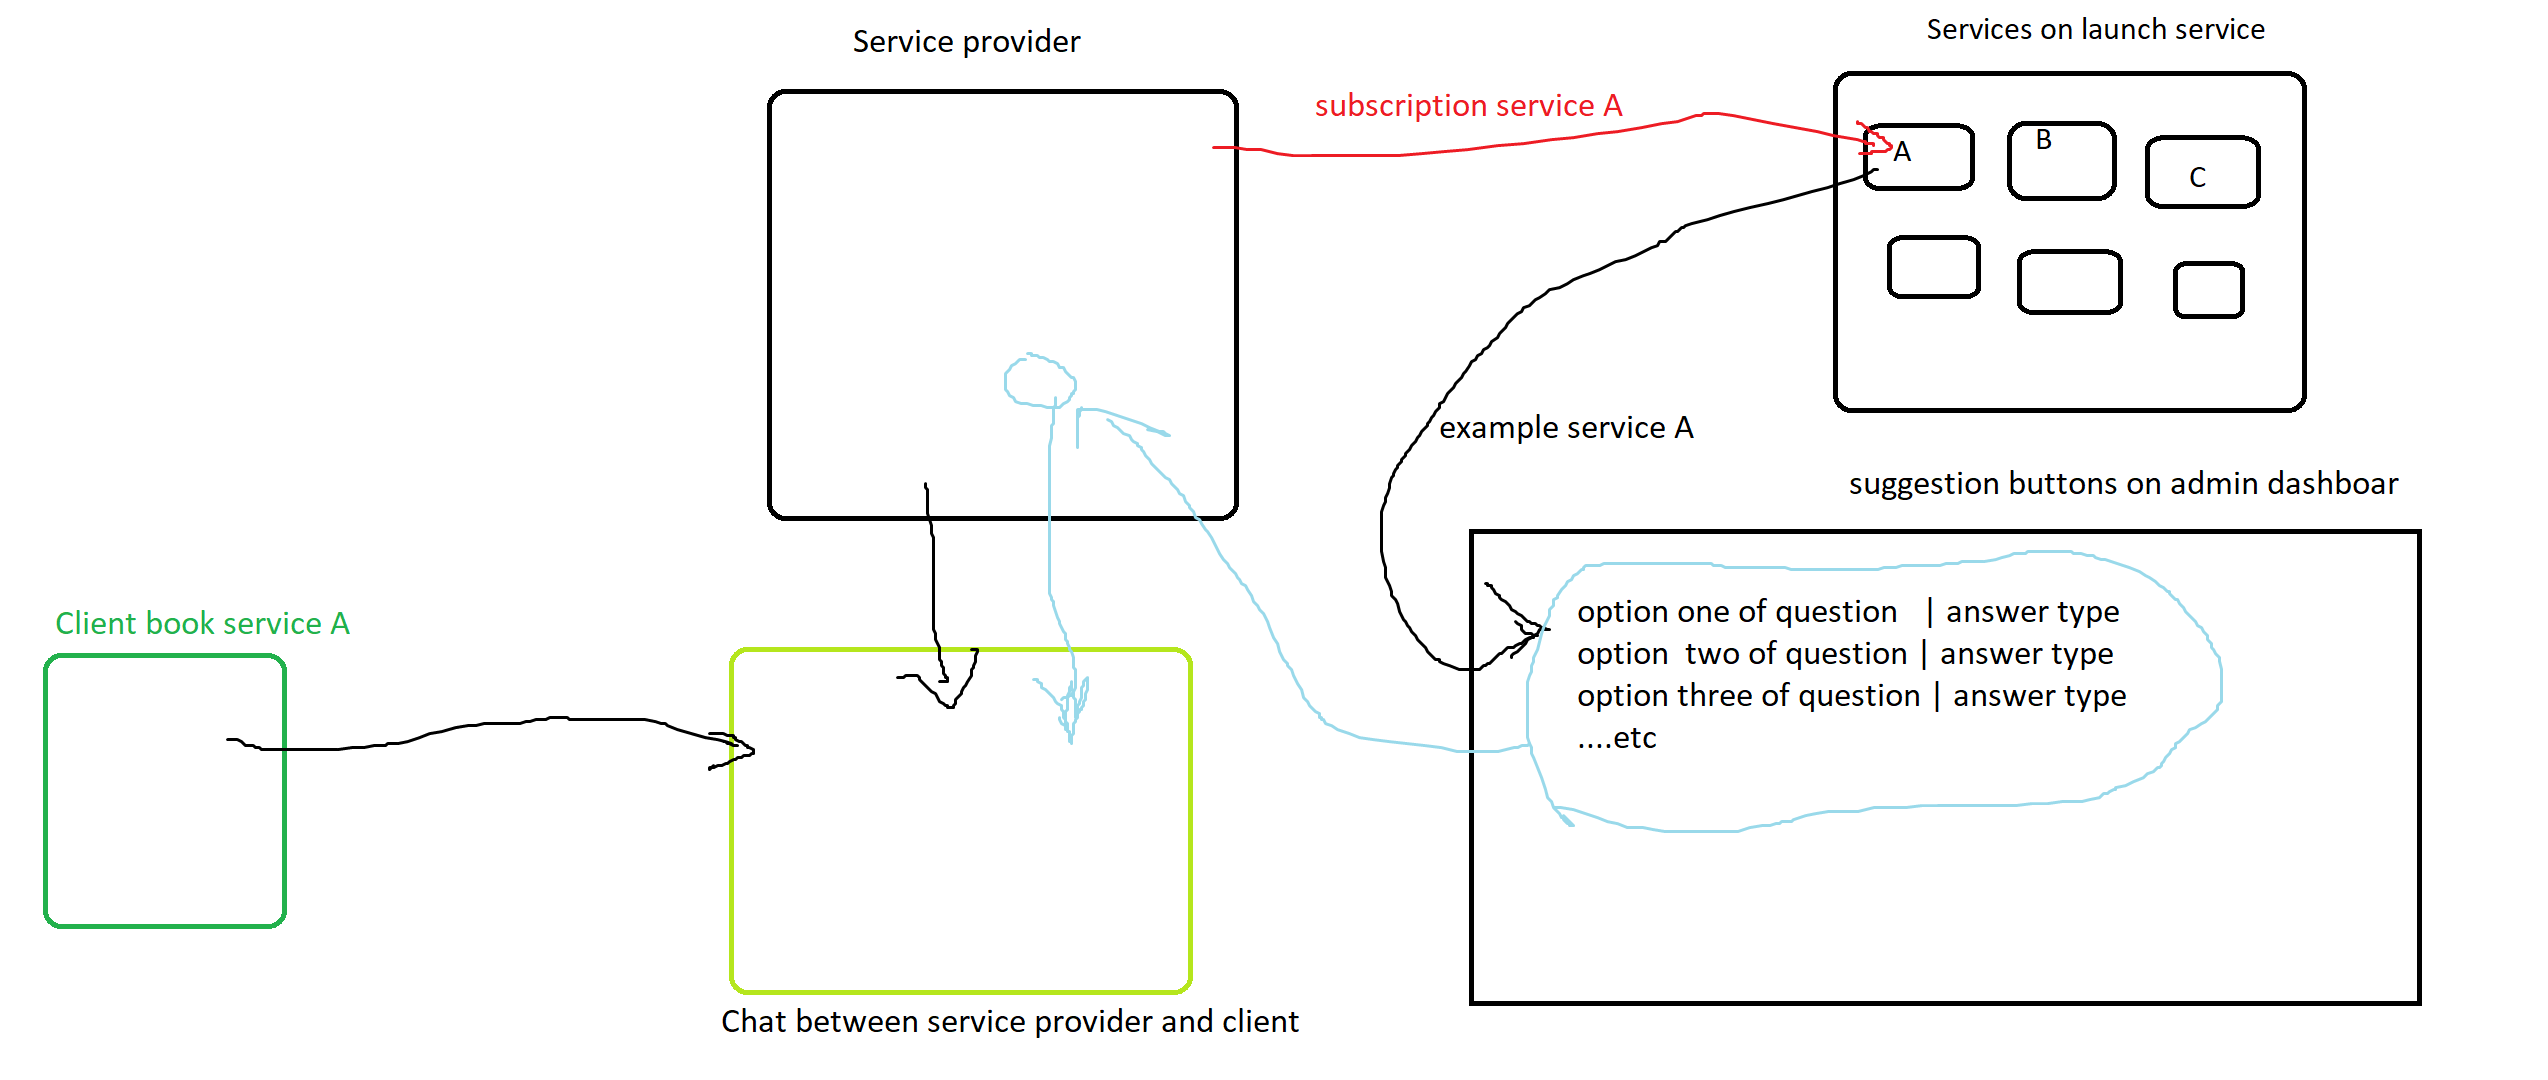 Service provider
Services on launch service
subscription service A
A
B
C
example service A
suggestion buttons on admin dashboar
option one of question | answer type
option two of question | answer type
option three of question | answer type
....etc
Client book service A
Chat between service provider and client